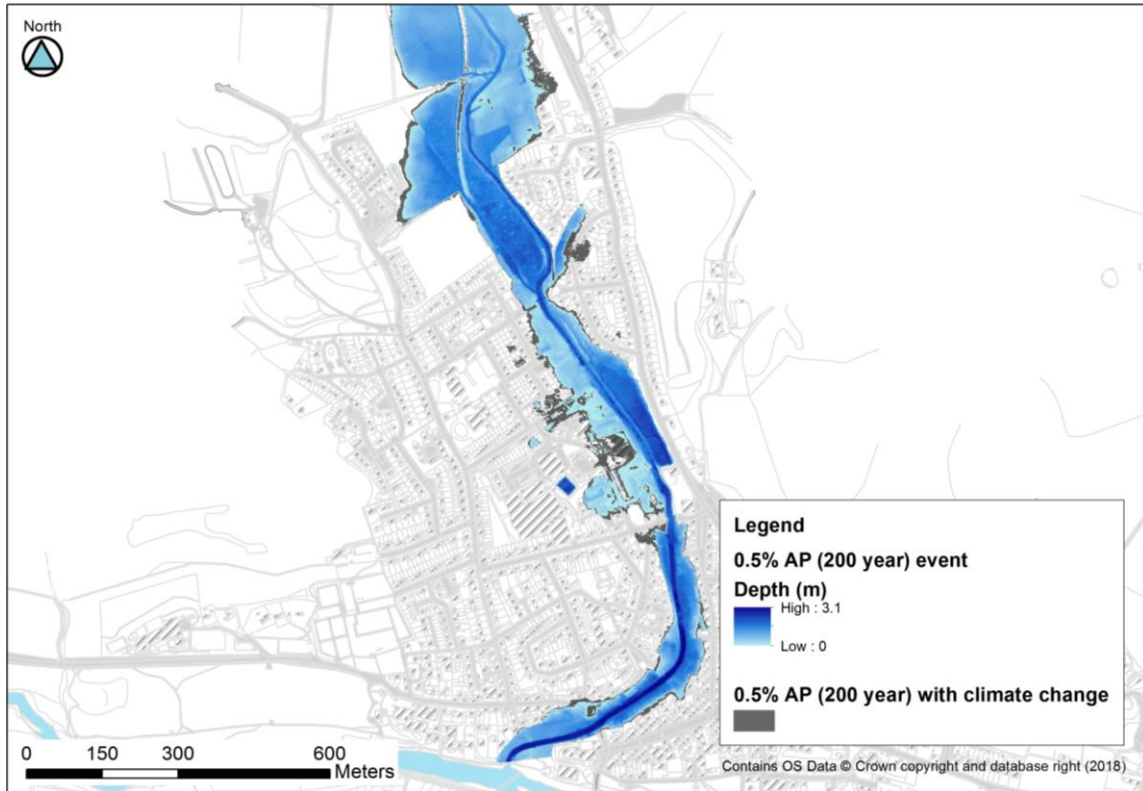 North
Legend
0.5% AP (200 year) event
Depth (m)
High : 3.1
Low : 0
0.5% AP (200 year) with climate change
0 150 300 600
Meters
Contains OS Data © Crown copyright and database right (2018)